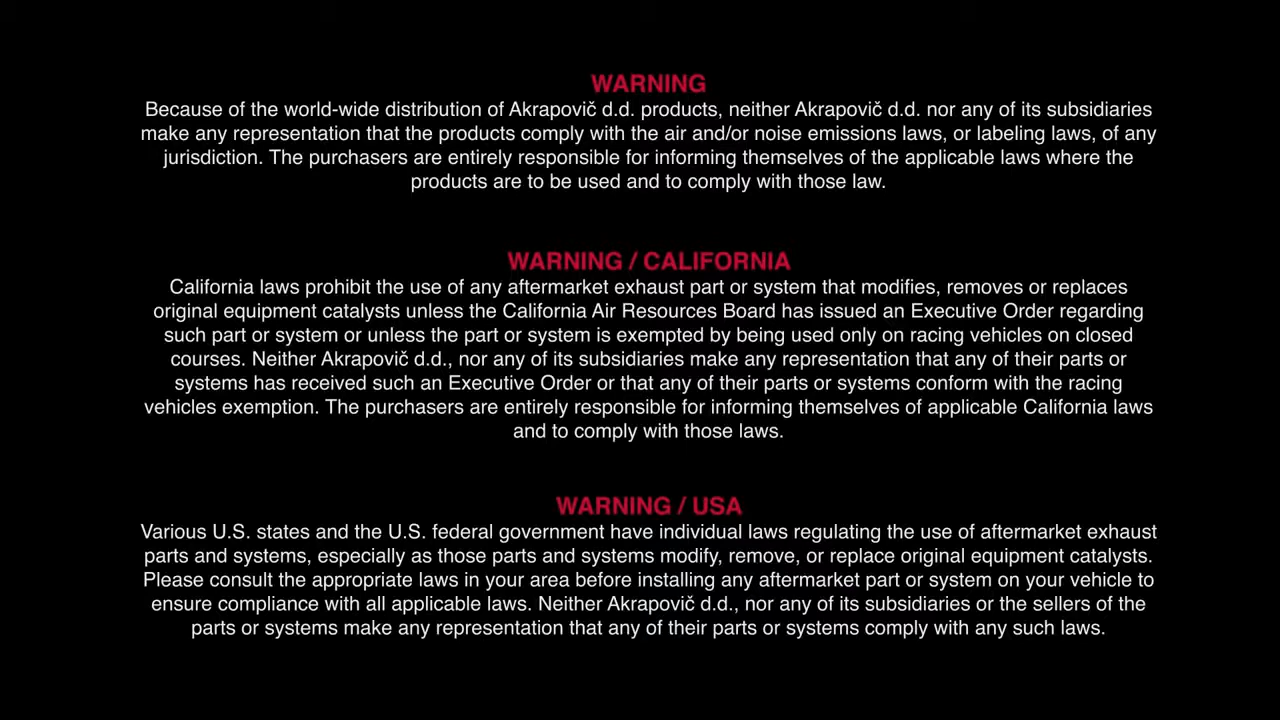 WARNING
Because of the world-wide distribution of Akrapovič d.d. products, neither Akrapovič d.d. nor any of its subsidiaries
make any representation that the products comply with the air and/or noise emissions laws, or labeling laws, of any
jurisdiction. The purchasers are entirely responsible for informing themselves of the applicable laws where the
products are to be used and to comply with those law.
WARNING / CALIFORNIA
California laws prohibit the use of any aftermarket exhaust part or system that modifies, removes or replaces
original equipment catalysts unless the California Air Resources Board has issued an Executive Order regarding
such part or system or unless the part or system is exempted by being used only on racing vehicles on closed
courses. Neither Akrapovič d.d., nor any of its subsidiaries make any representation that any of their parts or
systems has received such an Executive Order or that any of their parts or systems conform with the racing
vehicles exemption. The purchasers are entirely responsible for informing themselves of applicable California laws
and to comply with those laws.
WARNING / USA
Various U.S. states and the U.S. federal government have individual laws regulating the use of aftermarket exhaust
parts and systems, especially as those parts and systems modify, remove, or replace original equipment catalysts.
Please consult the appropriate laws in your area before installing any aftermarket part or system on your vehicle to
ensure compliance with all applicable laws. Neither Akrapovič d.d., nor any of its subsidiaries or the sellers of the
parts or systems make any representation that any of their parts or systems comply with any such laws.